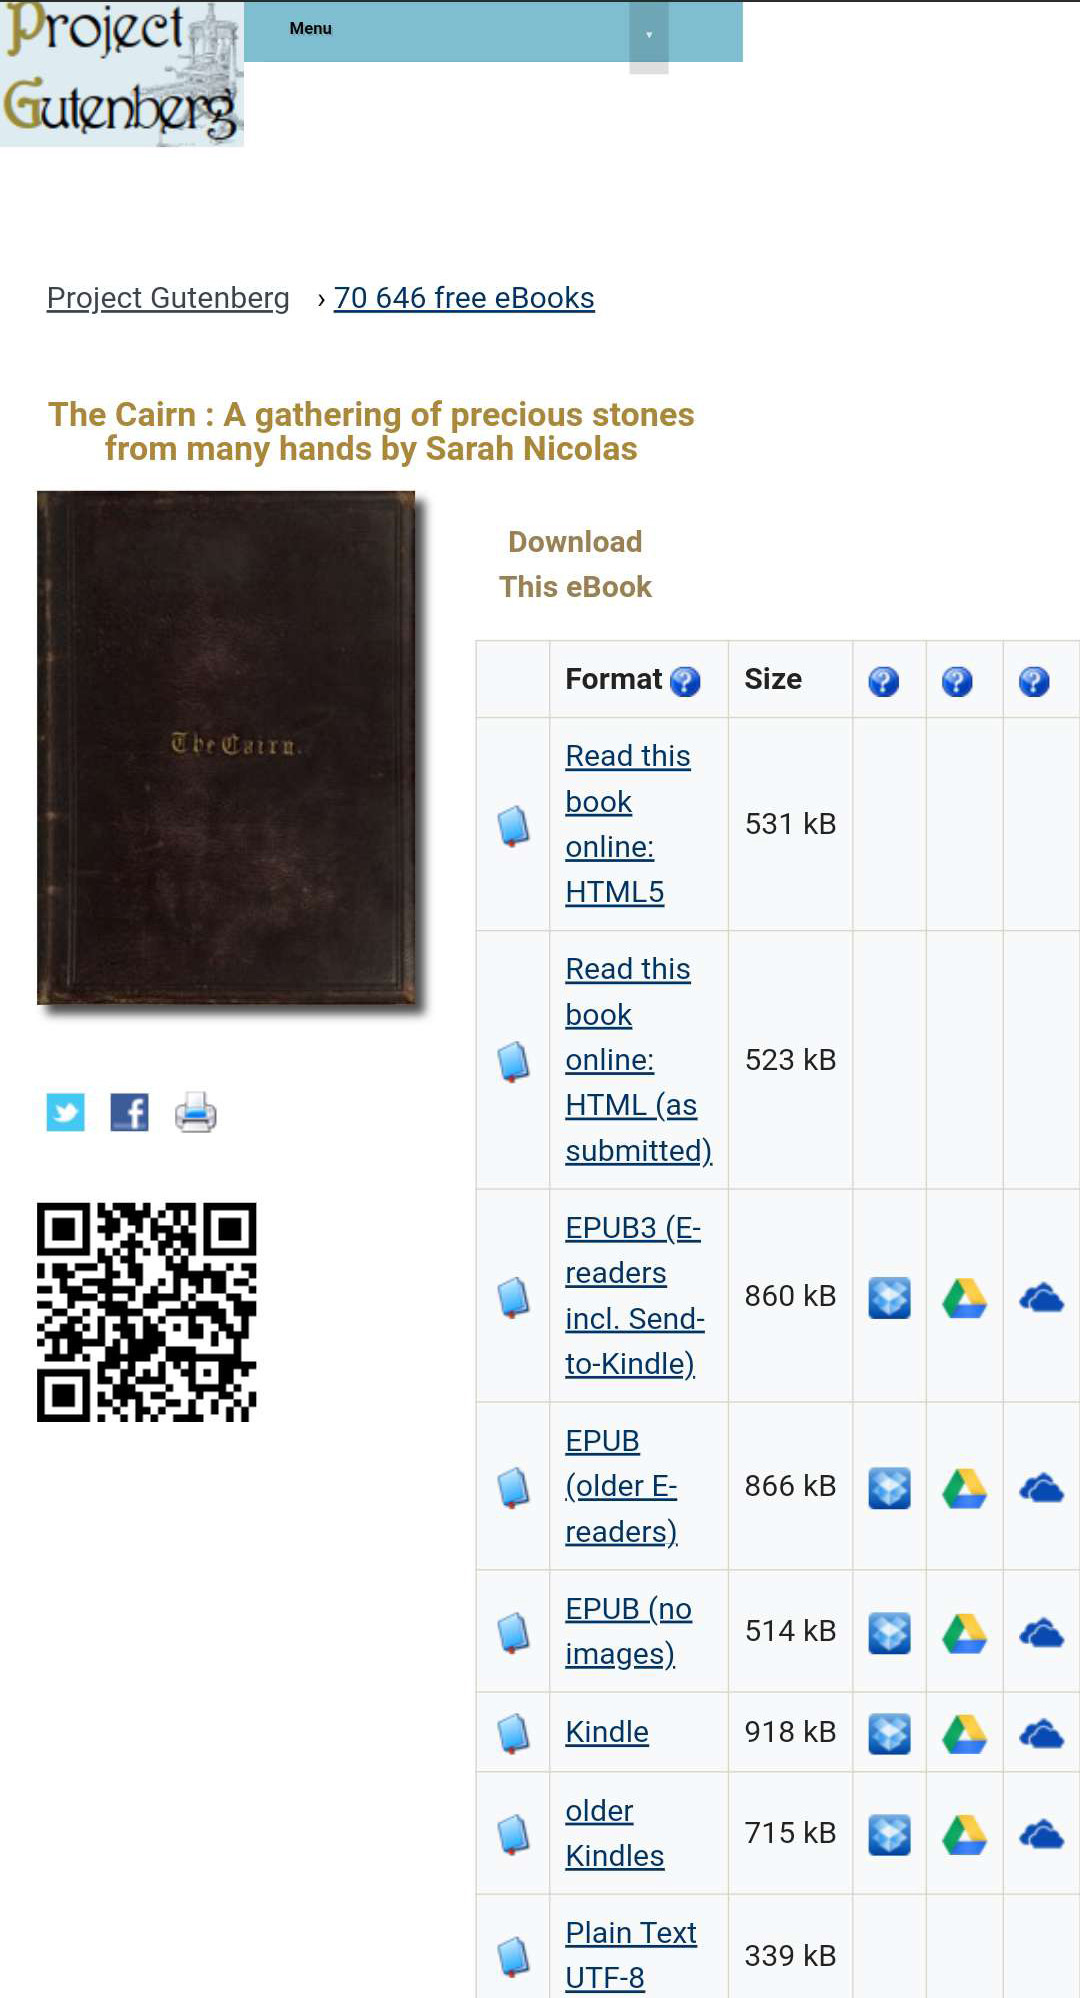 Project
Gutenberg
Menu
Project Gutenberg › 70 646 free eBooks
The Cairn : A gathering of precious stones
from many hands by Sarah Nicolas
The Cairn.
Download
This eBook
Format ? Size ? ? ?
Read this
book
online:
HTML5
531 kB
Read this
book
online:
HTML (as
submitted)
523 kB
EPUB3 (E-
readers
incl. Send-
to-Kindle)
860 kB
EPUB
(older E-
readers)
866 kB
EPUB (no
images)
514 kB
Kindle
918 kB
older
Kindles
715 kB
Plain Text
UTF-8
339 kB